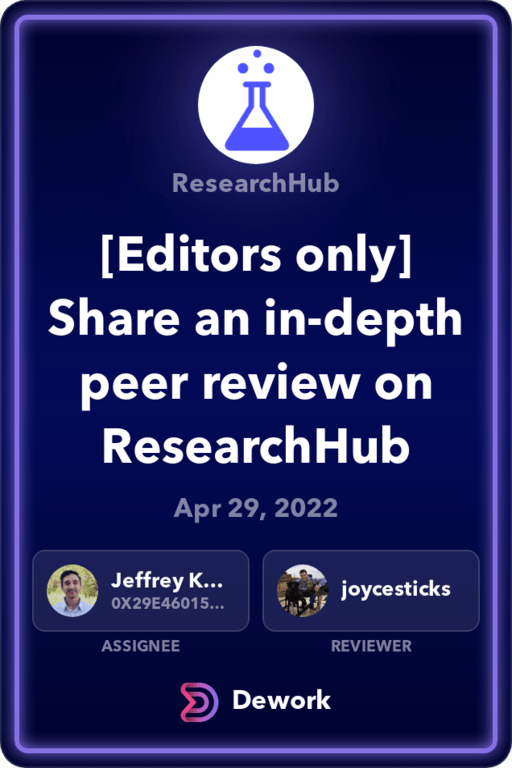 ResearchHub
[Editors only]
Share an in-depth
peer review on
ResearchHub
Apr 29, 2022
Jeffrey K...
0X29E46015...
joycesticks
ASSIGNEE
REVIEWER
Dework